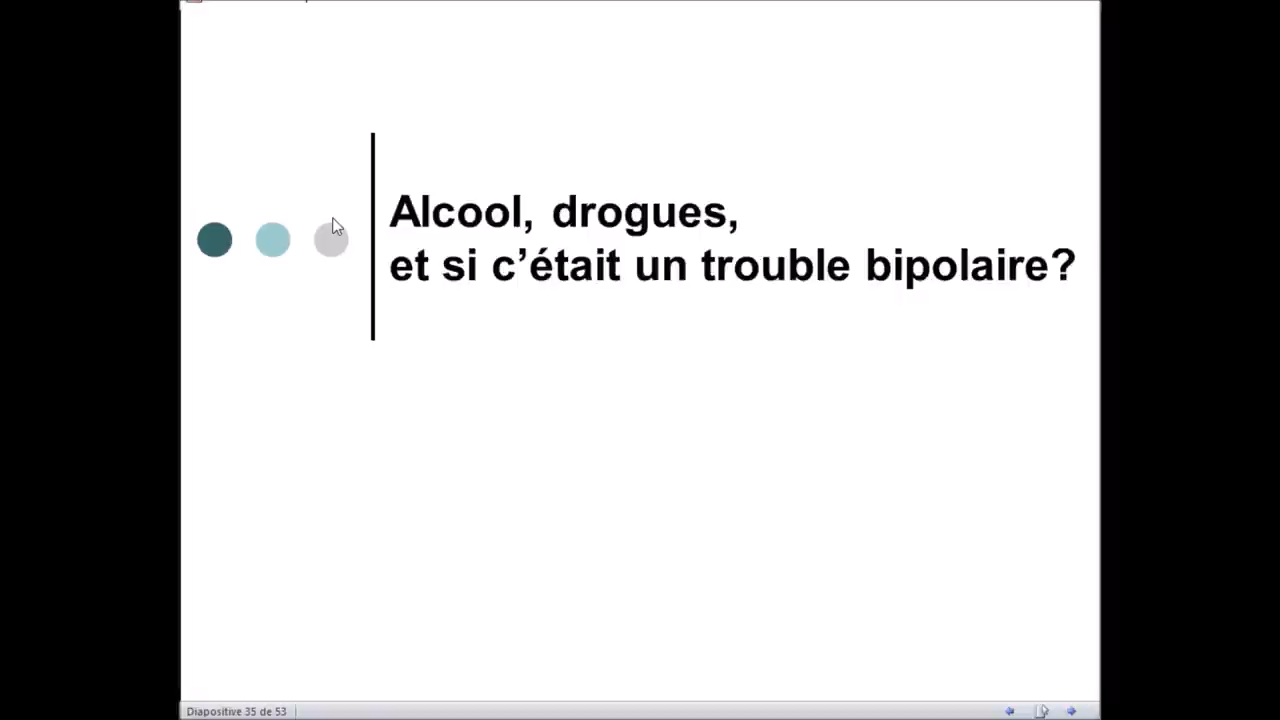 Alcool, drogues,
et si c’était un trouble bipolaire?
Diapositive 35 de 53